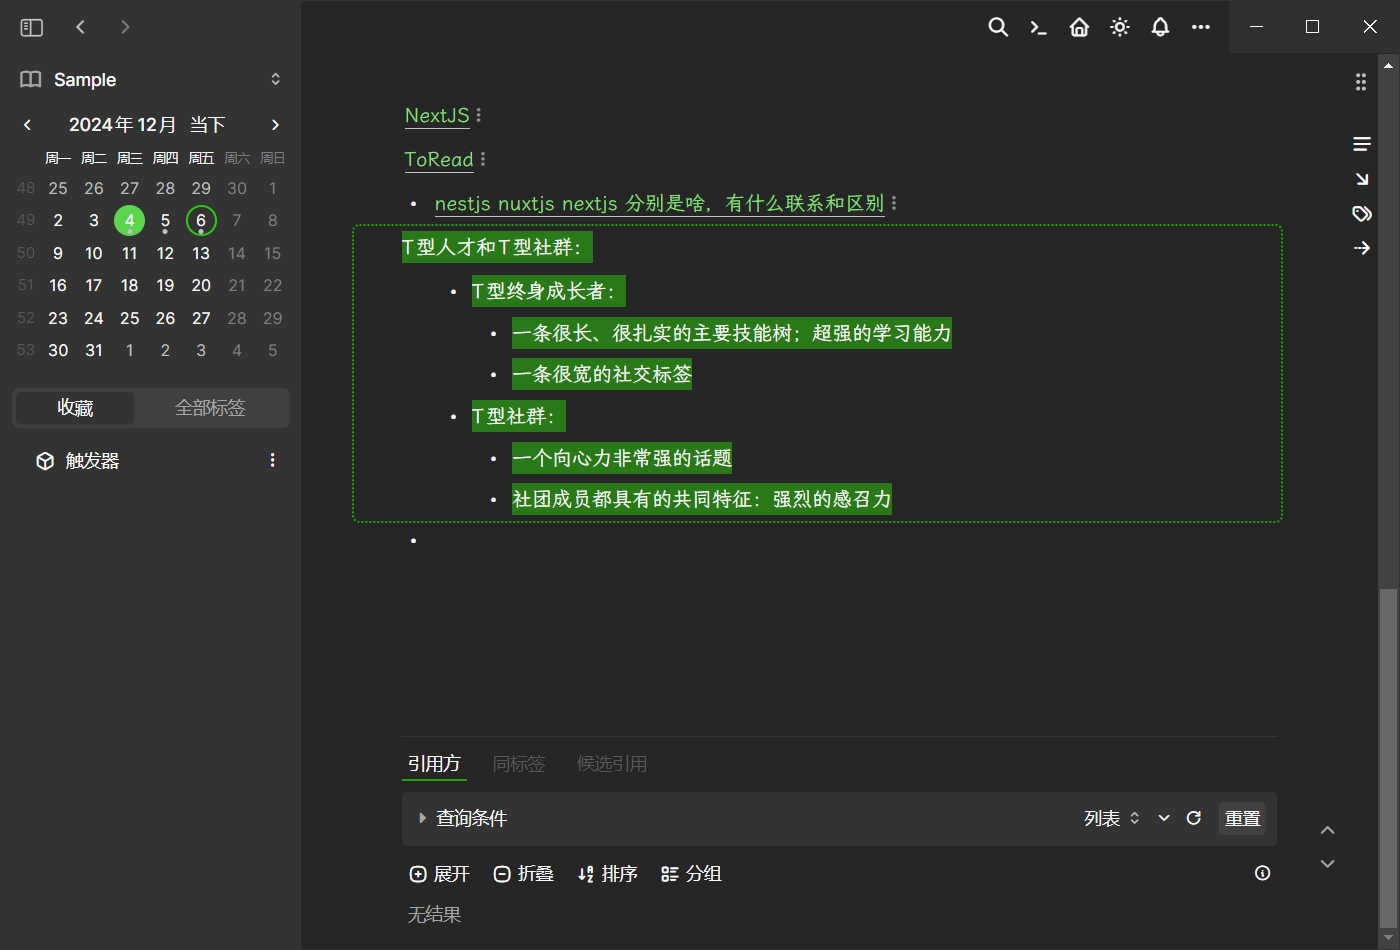 Sample
2024年 12月 当下
周一 周二 周三 周四 周五 周六 周日
48 25 26 27 28 29 30 1
49 2 3 4 5 6 7 8
50 9 10 11 12 13 14 15
51 16 17 18 19 20 21 22
52 23 24 25 26 27 28 29
53 30 31 1 2 3 4 5
收藏 全部标签
触发器
NextJS
ToRead
nestjs nuxtjs nextjs 分别是啥，有什么联系和区别
T型人才和T型社群：
T型终身成长者：
一条很长、很扎实的主要技能树；超强的学习能力
一条很宽的社交标签
T型社群：
一个向心力非常强的话题
社团成员都具有的共同特征：强烈的感召力
引用方 同标签 候选引用
查询条件 列表 重置
展开 折叠 排序 分组
无结果